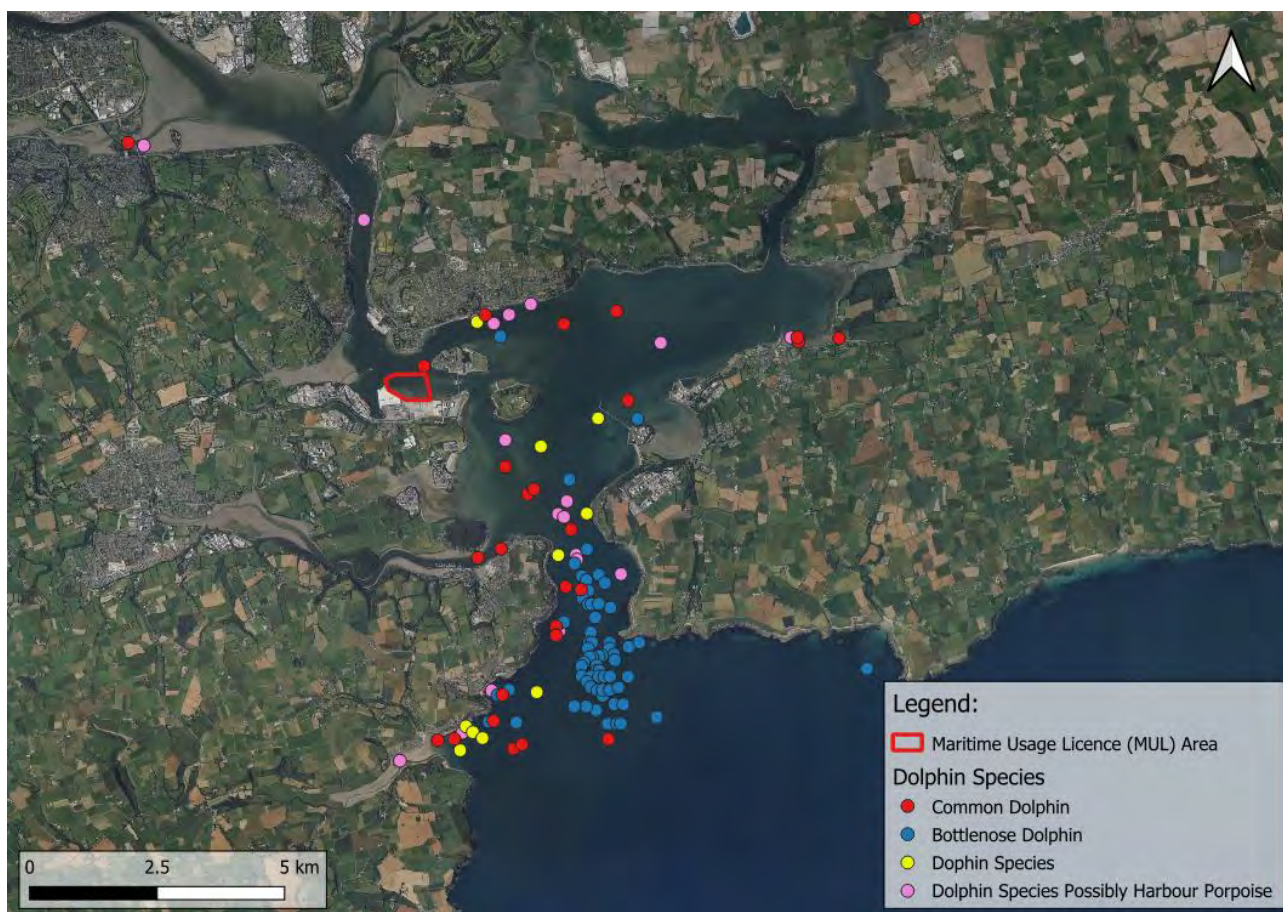 Legend:
Maritime Usage Licence (MUL) Area
Dolphin Species
Common Dolphin
Bottlenose Dolphin
Dophin Species
Dolphin Species Possibly Harbour Porpoise
0 2.5 5 km